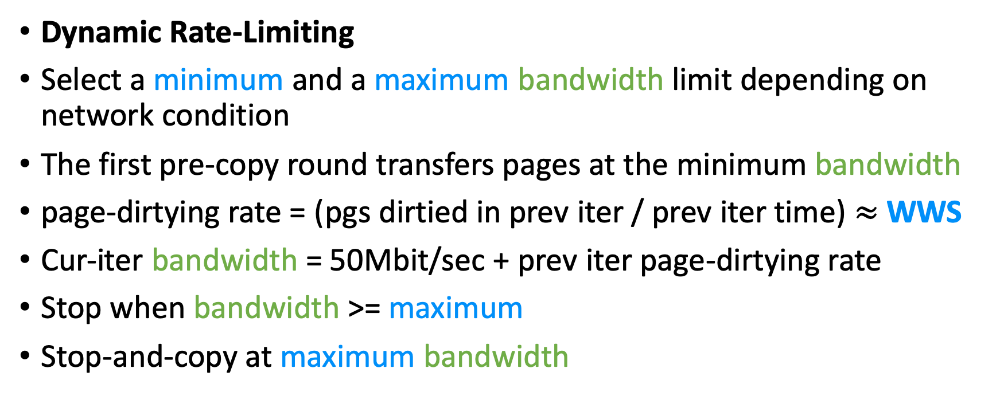 • Dynamic Rate-Limiting
• Select a minimum and a maximum bandwidth limit depending on
network condition
• The first pre-copy round transfers pages at the minimum bandwidth
• page-dirtying rate = (pgs dirtied in prev iter / prev iter time) ≈ WWS
• Cur-iter bandwidth = 50Mbit/sec + prev iter page-dirtying rate
• Stop when bandwidth >= maximum
• Stop-and-copy at maximum bandwidth